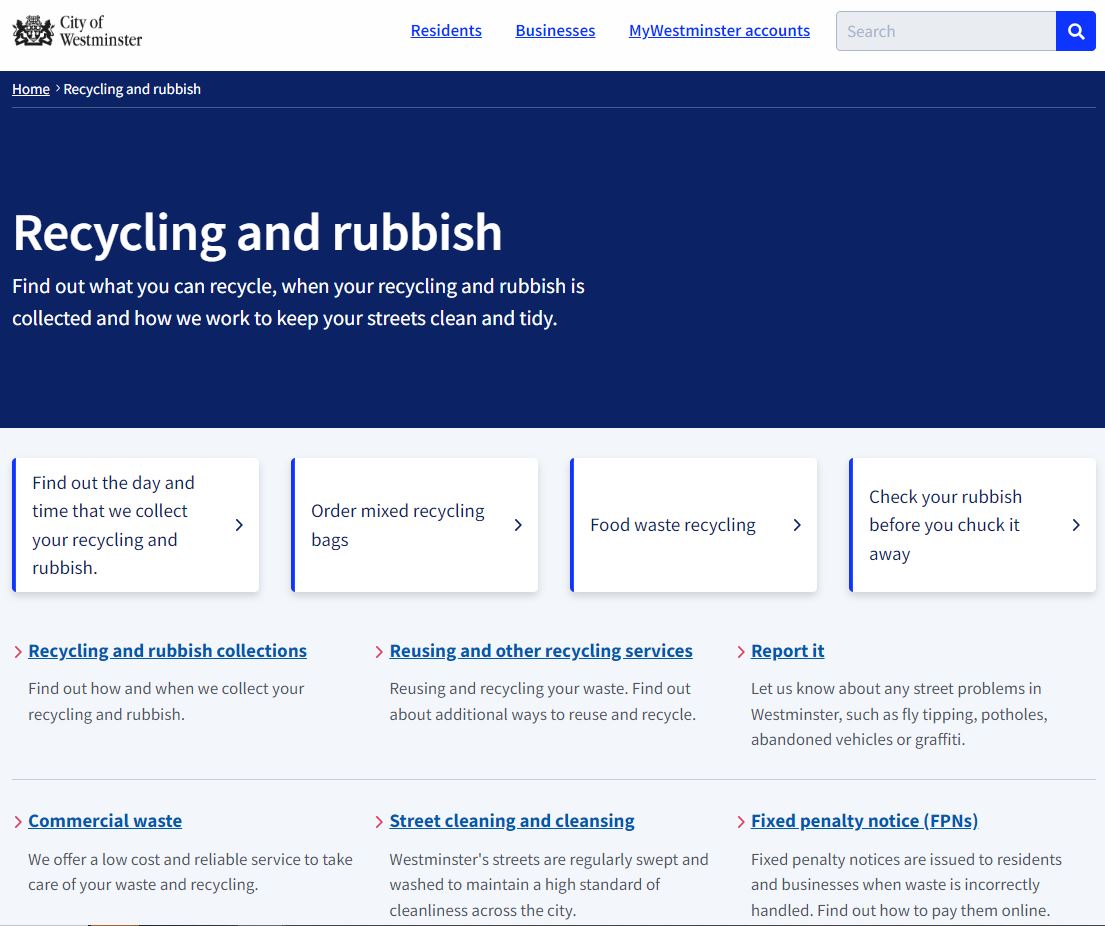 City of
Westminster
Residents
Businesses
MyWestminster accounts
Search
Home > Recycling and rubbish
Recycling and rubbish
Find out what you can recycle, when your recycling and rubbish is
collected and how we work to keep your streets clean and tidy.
Find out the day and
time that we collect
your recycling and
rubbish.
Order mixed recycling
bags
Food waste recycling
Check your rubbish
before you chuck it
away
Recycling and rubbish collections
Find out how and when we collect your
recycling and rubbish.
Reusing and other recycling services
Reusing and recycling your waste. Find out
about additional ways to reuse and recycle.
Report it
Let us know about any street problems in
Westminster, such as fly tipping, potholes,
abandoned vehicles or graffiti.
Commercial waste
We offer a low cost and reliable service to take
care of your waste and recycling.
Street cleaning and cleansing
Westminster's streets are regularly swept and
washed to maintain a high standard of
cleanliness across the city.
Fixed penalty notice (FPNs)
Fixed penalty notices are issued to residents
and businesses when waste is incorrectly
handled. Find out how to pay them online.